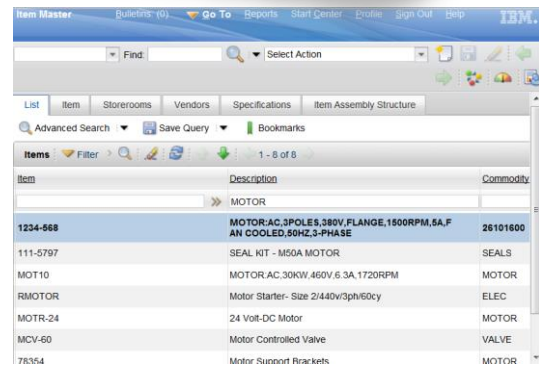 Item Master Bulletins: (0) Go To Reports Start Center Profile Sign Out Help IBM.
Find: Select Action
List Item Storerooms Vendors Specifications Item Assembly Structure
Advanced Search Save Query Bookmarks
Items Filter 1 - 8 of 8
Item Description Commodity
MOTOR
1234-568 MOTOR:AC,3POLES,380V,FLANGE,1500RPM,5A,F 26101600
AN COOLED,50HZ,3-PHASE
111-5797 SEAL KIT - M50A MOTOR SEALS
MOT10 MOTOR:AC,30KW,460V,6.3A,1720RPM MOTOR
RMOTOR Motor Starter- Size 2/440v/3ph/60cy ELEC
MOTR-24 24 Volt-DC Motor MOTOR
MCV-60 Motor Controlled Valve VALVE
78354 Motor Support Brackets MOTOR